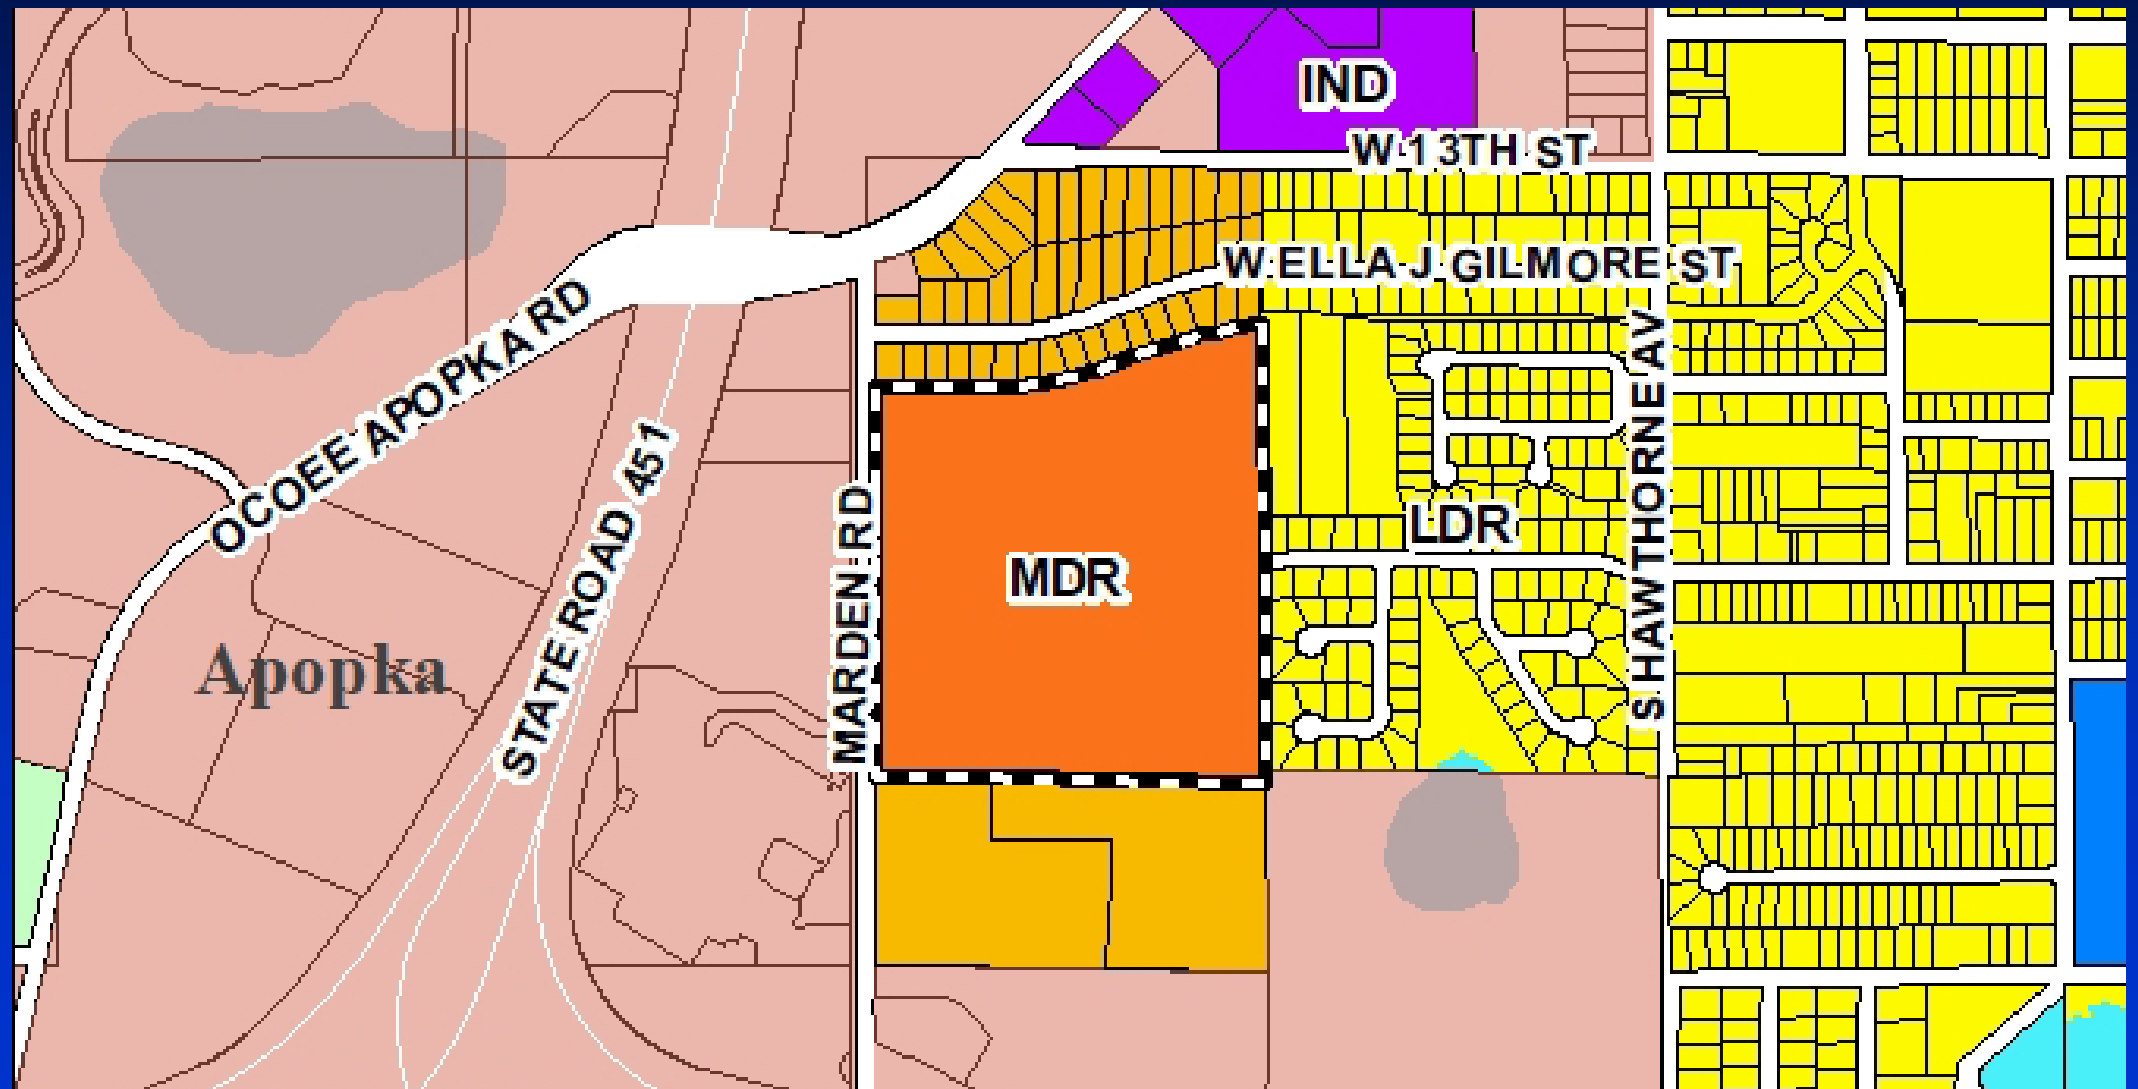 IND
W 13TH ST
W ELLA J GILMORE ST
OCOEE APOPKA RD
STATE ROAD 451
MARDEN RD
S HAWTHORNE AV
LDR
MDR
Apopka